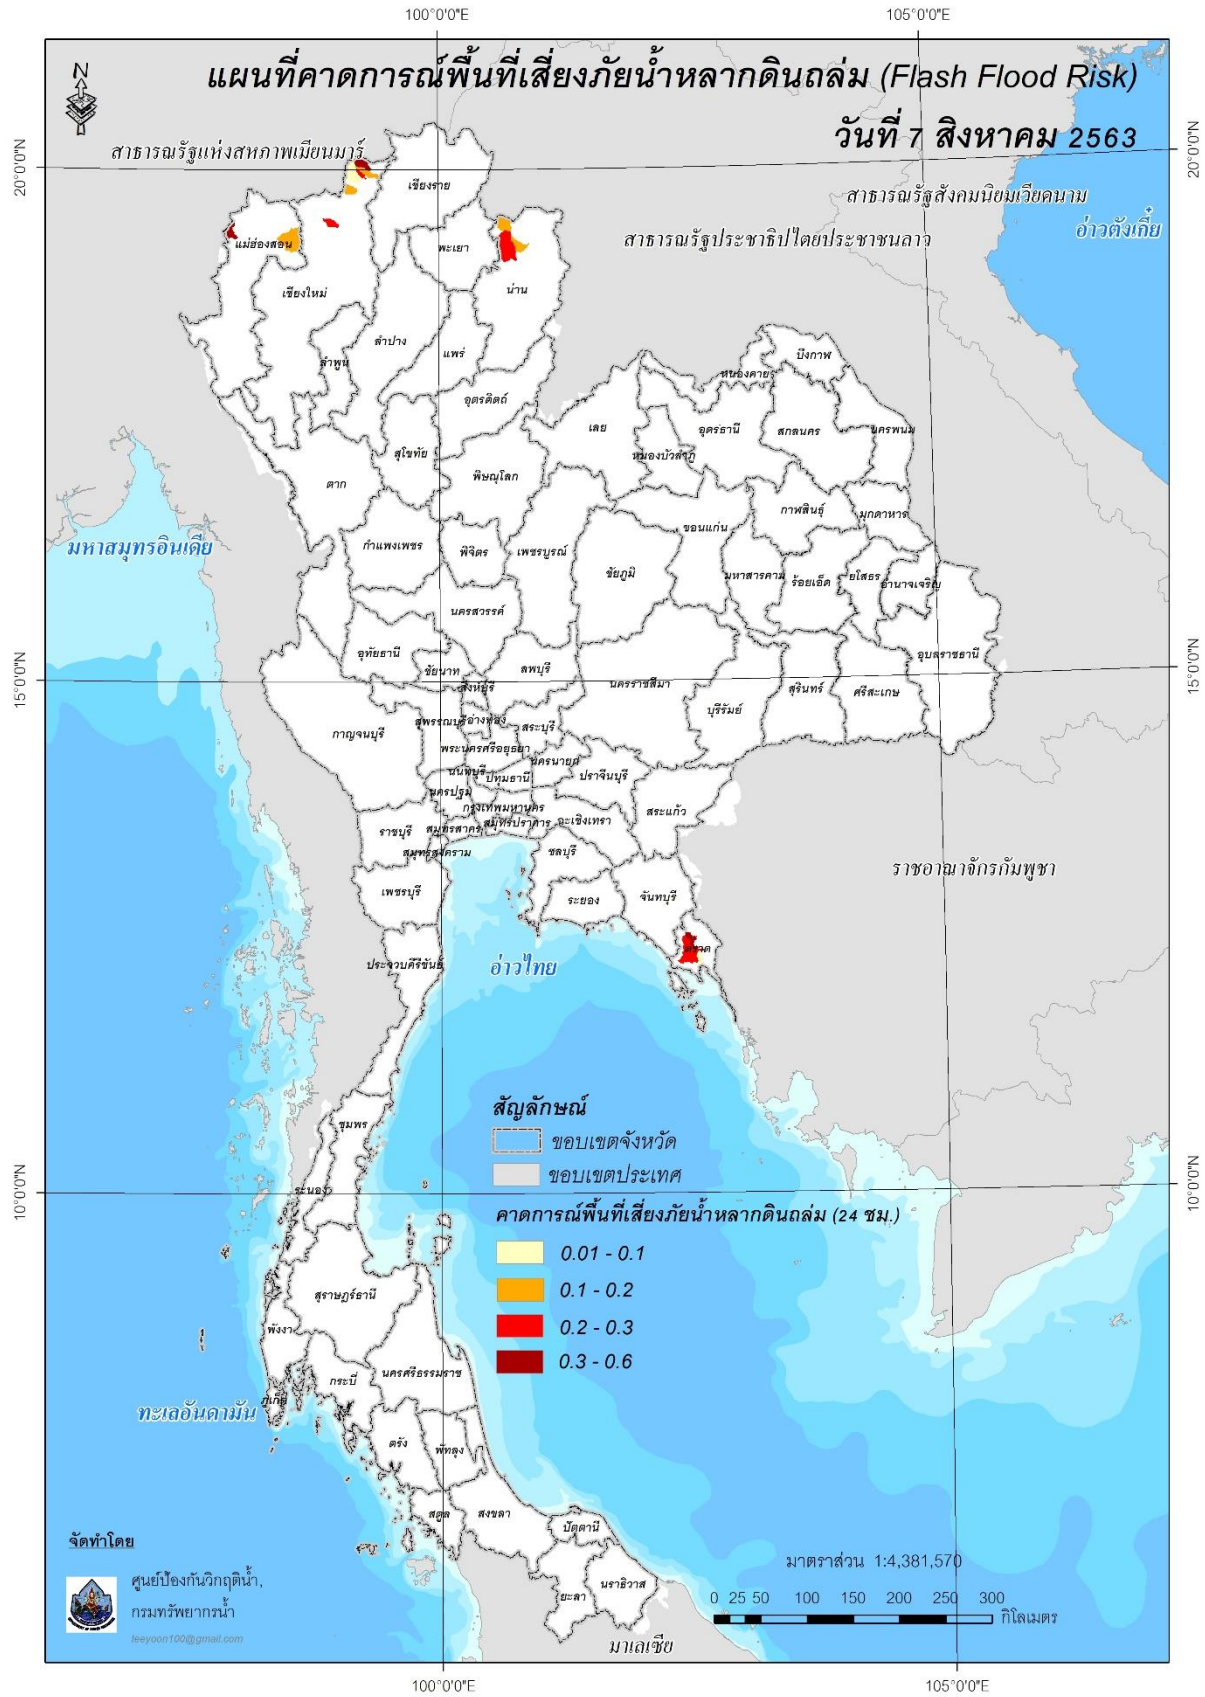 100°0'0"E
105°0'0"E
แผนที่คาดการณ์พื้นที่เสี่ยงภัยน้ำหลากดินถล่ม (Flash Flood Risk)
วันที่ 7 สิงหาคม 2563
N
20°0'0"N
20°0'0"N
สาธารณรัฐแห่งสหภาพเมียนมาร์
เชียงราย
สาธารณรัฐสังคมนิยมเวียดนาม
อ่าวตังเกี๋ย
สาธารณรัฐประชาธิปไตยประชาชนลาว
แม่ฮ่องสอน
พะเยา
เชียงใหม่
น่าน
ลำปาง
แพร่
ลำพูน
บึงกาฬ
หนองคาย
อุตรดิตถ์
เลย
อุดรธานี
สกลนคร
นครพนม
สุโขทัย
หนองบัวลำภู
ตาก
พิษณุโลก
กาฬสินธุ์
มุกดาหาร
ขอนแก่น
มหาสมุทรอินเดีย
กำแพงเพชร
พิจิตร
เพชรบูรณ์
ชัยภูมิ
มหาสารคาม
ร้อยเอ็ด
ยโสธร
อำนาจเจริญ
นครสวรรค์
อุทัยธานี
ชัยนาท
ลพบุรี
อุบลราชธานี
15°0'0"N
15°0'0"N
สิงห์บุรี
นครราชสีมา
สุรินทร์
ศรีสะเกษ
บุรีรัมย์
สุพรรณบุรี
อ่างทอง
สระบุรี
กาญจนบุรี
พระนครศรีอยุธยา
นครนายก
นนทบุรี
ปทุมธานี
ปราจีนบุรี
นครปฐม
กรุงเทพมหานคร
สระแก้ว
ราชบุรี
สมุทรสาคร
สมุทรปราการ
ฉะเชิงเทรา
สมุทรสงคราม
ชลบุรี
ราชอาณาจักรกัมพูชา
เพชรบุรี
ระยอง
จันทบุรี
ตราด
ประจวบคีรีขันธ์
อ่าวไทย
สัญลักษณ์
ขอบเขตจังหวัด
ขอบเขตประเทศ
ชุมพร
ระนอง
10°0'0"N
10°0'0"N
คาดการณ์พื้นที่เสี่ยงภัยน้ำหลากดินถล่ม (24 ชม.)
0.01 - 0.1
0.1 - 0.2
0.2 - 0.3
0.3 - 0.6
สุราษฎร์ธานี
พังงา
กระบี่
นครศรีธรรมราช
ภูเก็ต
ทะเลอันดามัน
ตรัง
พัทลุง
สตูล
สงขลา
ปัตตานี
ยะลา
นราธิวาส
มาเลเซีย
จัดทำโดย
ศูนย์ป้องกันวิกฤติน้ำ,
กรมทรัพยากรน้ำ
teeyoon100@gmail.com
มาตราส่วน 1:4,381,570
0 25 50 100 150 200 250 300
กิโลเมตร
100°0'0"E
105°0'0"E